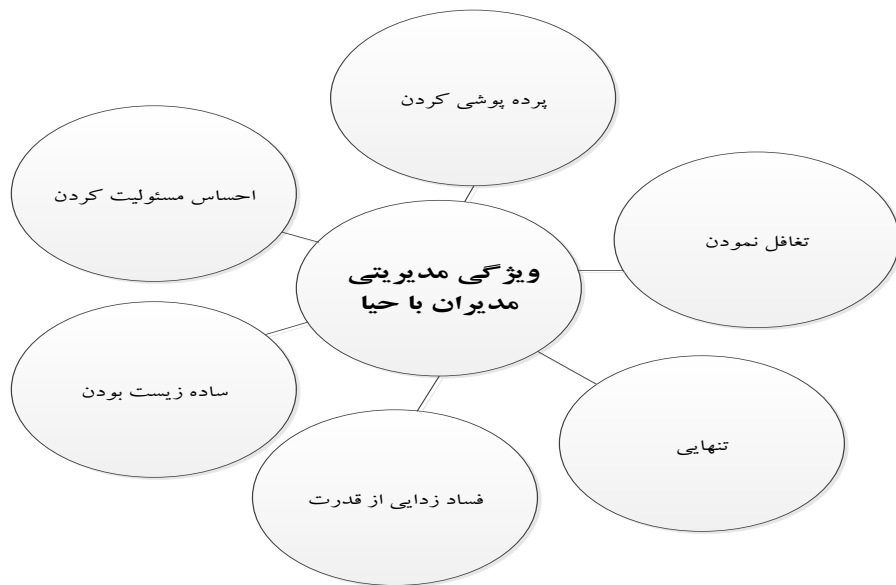 پرده پوشی کردن
احساس مسئولیت کردن
تغافل نمودن
ویژگی مدیریتی
مدیران با حیا
ساده زیست بودن
تنهایی
فساد زدایی از قدرت